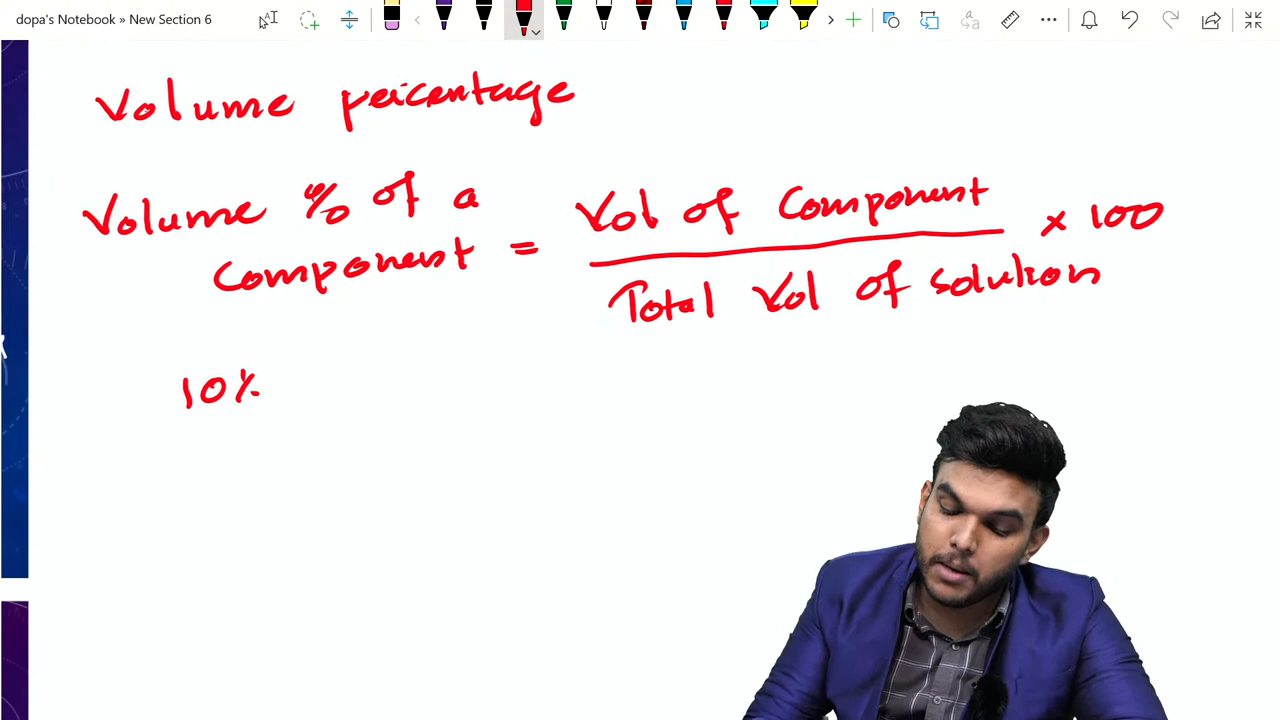 dopa's Notebook » New Section 6
Volume percentage
Volume % of a component = Vol of Component / Total Vol of solution × 100
10%